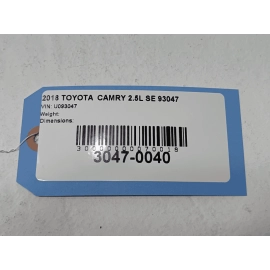 2018 TOYOTA CAMRY 2.5L SE 93047
VIN: U093047
Weight:
Dimensions:
3047-0040